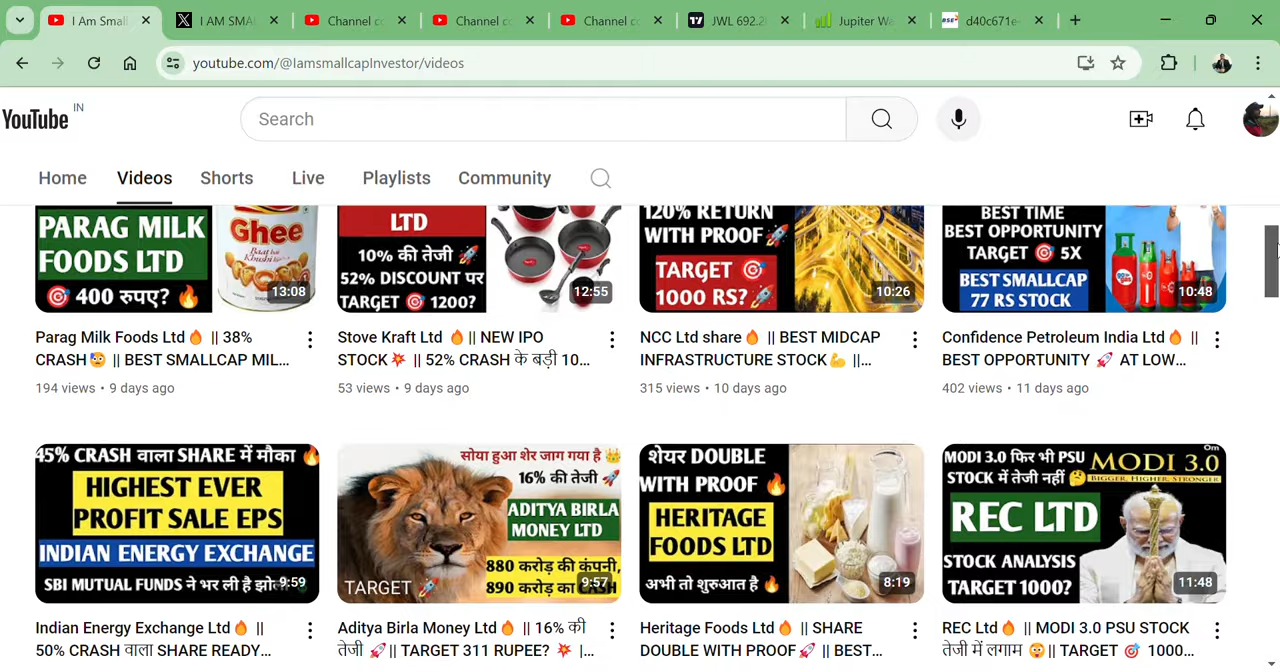 I Am Small
I AM SMA
Channel c
Channel c
Channel c
JWL 692.2
Jupiter Wa
d40c671e-
youtube.com/@IamsmallcapInvestor/videos
YouTube IN
Search
Home Videos Shorts Live Playlists Community
PARAG MILK
FOODS LTD
🎯 400 रुपए? 🔥
Ghee
13:08
LTD
10% की तेजी 🚀
52% DISCOUNT पर
TARGET 🎯 1200?
12:55
120% RETURN
WITH PROOF🚀
TARGET 🎯
1000 RS? 🚀
10:26
BEST TIME
BEST OPPORTUNITY
TARGET 🎯 5X
BEST SMALLCAP
77 RS STOCK
10:48
Parag Milk Foods Ltd🔥 || 38%
CRASH😓 || BEST SMALLCAP MIL...
194 views • 9 days ago
Stove Kraft Ltd 🔥|| NEW IPO
STOCK💥 || 52% CRASH के बड़ी 10...
53 views • 9 days ago
NCC Ltd share🔥 || BEST MIDCAP
INFRASTRUCTURE STOCK💪 ||...
315 views • 10 days ago
Confidence Petroleum India Ltd🔥 ||
BEST OPPORTUNITY 🚀 AT LOW...
402 views • 11 days ago
45% CRASH वाला SHARE में मौका 🔥
HIGHEST EVER
PROFIT SALE EPS
INDIAN ENERGY EXCHANGE
SBI MUTUAL FUNDS ने भर ली है
9:59
सोया हुआ शेर जाग गया है 👑
16% की तेजी 🚀
ADITYA BIRLA
MONEY LTD
880 करोड़ की कंपनी,
890 करोड़ का CASH
TARGET 🚀
9:57
शेयर DOUBLE
WITH PROOF 🔥
HERITAGE
FOODS LTD
अभी तो शुरुआत है 🔥
8:19
MODI 3.0 फिर भी PSU
STOCK में तेजी नहीं 🤔
Om
MODI 3.0
BIGGER, HIGHER, STRONGER
REC LTD
STOCK ANALYSIS
TARGET 1000?
11:48
Indian Energy Exchange Ltd🔥 ||
50% CRASH वाला SHARE READY...
Aditya Birla Money Ltd🔥 || 16% की
तेजी 🚀|| TARGET 311 RUPEE? 💥 |...
Heritage Foods Ltd🔥 || SHARE
DOUBLE WITH PROOF🚀 || BEST...
REC Ltd🔥 || MODI 3.0 PSU STOCK
तेजी में लगाम 😲|| TARGET 🎯 1000...